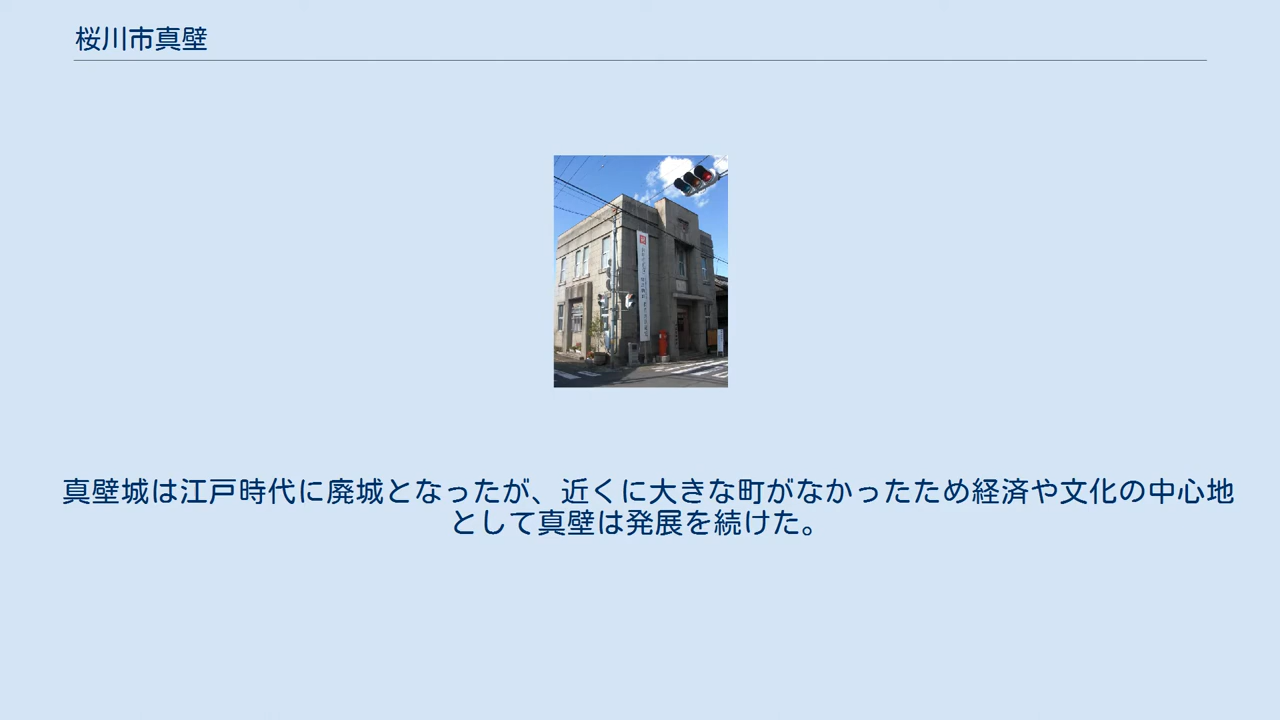 桜川市真壁
真壁城は江戸時代に廃城となったが、近くに大きな町がなかったため経済や文化の中心地
として真壁は発展を続けた。